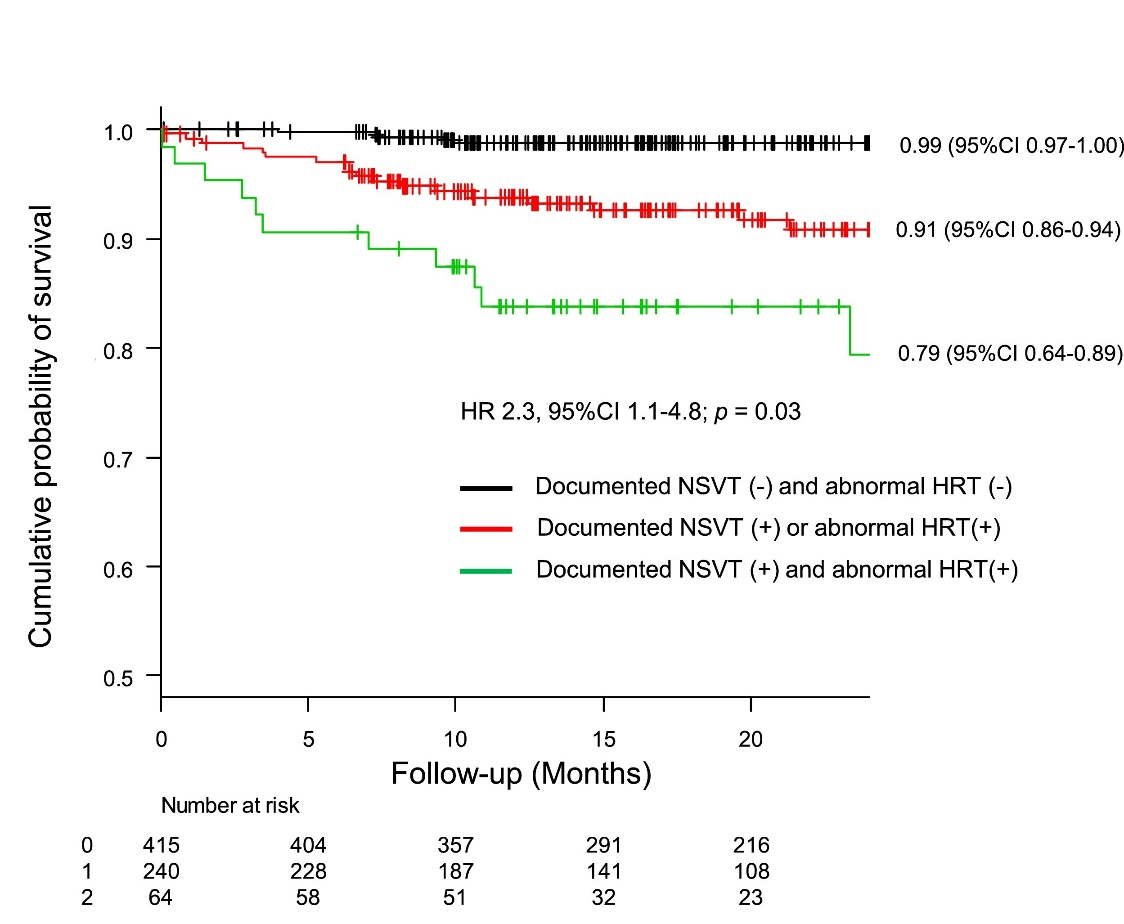 1.0
0.9
0.8
0.7
0.6
0.5
Cumulative probability of survival
0.99 (95%CI 0.97-1.00)
0.91 (95%CI 0.86-0.94)
0.79 (95%CI 0.64-0.89)
HR 2.3, 95%CI 1.1-4.8; p = 0.03
Documented NSVT (-) and abnormal HRT (-)
Documented NSVT (+) or abnormal HRT(+)
Documented NSVT (+) and abnormal HRT(+)
0 5 10 15 20
Follow-up (Months)
Number at risk
0 415 404 357 291 216
1 240 228 187 141 108
2 64 58 51 32 23